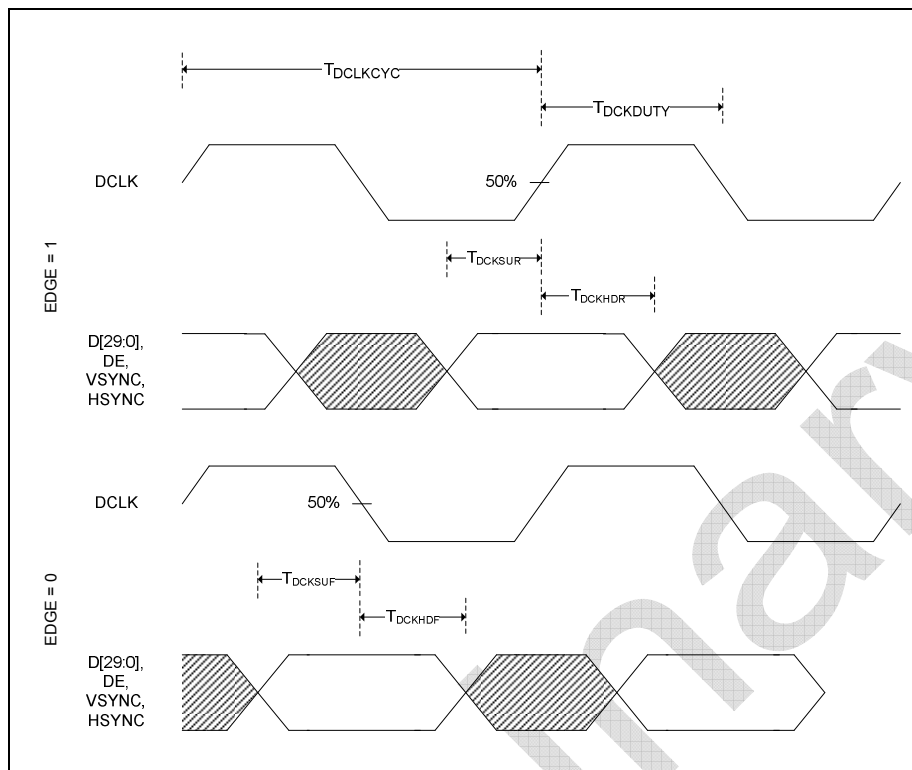 TDCLKCYC
TDCKDUTY
DCLK
50%
EDGE = 1
TDCKSUR
TDCKHDR
D[29:0],
DE,
VSYNC,
HSYNC
DCLK
50%
EDGE = 0
TDCKSUF
TDCKHDF
D[29:0],
DE,
VSYNC,
HSYNC